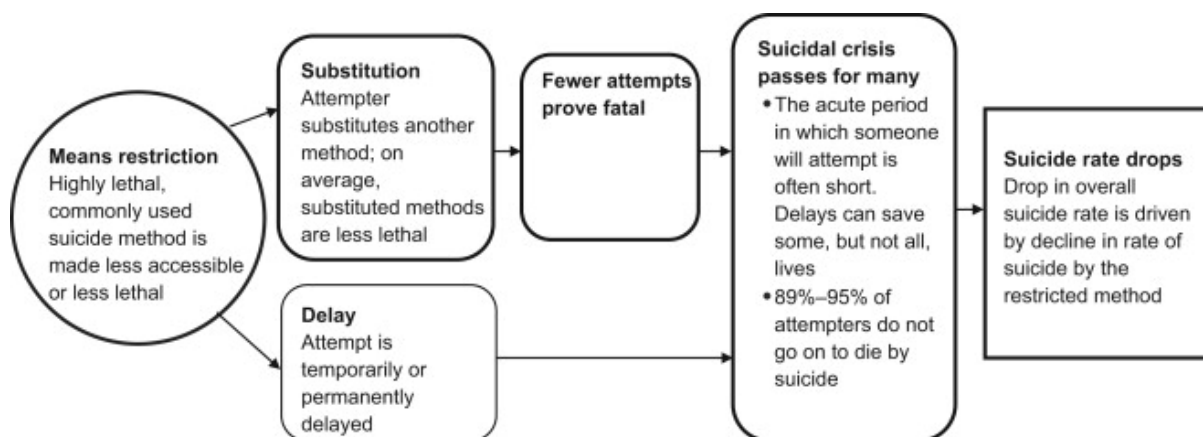 Means restriction
Highly lethal,
commonly used
suicide method is
made less accessible
or less lethal
Substitution
Attempter
substitutes another
method; on
average,
substituted methods
are less lethal
Delay
Attempt is
temporarily or
permanently
delayed
Fewer attempts
prove fatal
Suicidal crisis
passes for many
• The acute period
in which someone
will attempt is
often short.
Delays can save
some, but not all,
lives
• 89%–95% of
attempters do not
go on to die by
suicide
Suicide rate drops
Drop in overall
suicide rate is driven
by decline in rate of
suicide by the
restricted method